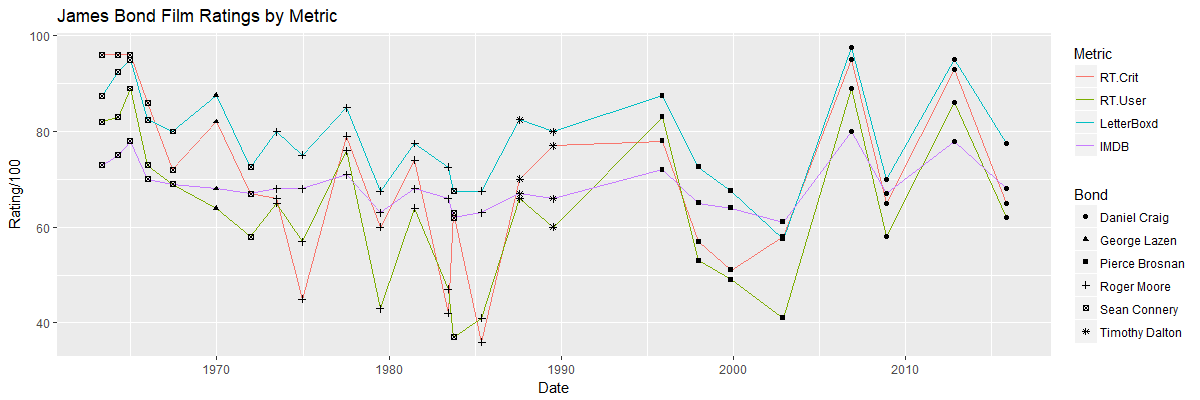 James Bond Film Ratings by Metric
Rating/100
100
80
60
40
1970
1980
1990
2000
2010
Date
Metric
RT.Crit
RT.User
LetterBoxd
IMDB
Bond
Daniel Craig
George Lazen
Pierce Brosnan
Roger Moore
Sean Connery
Timothy Dalton